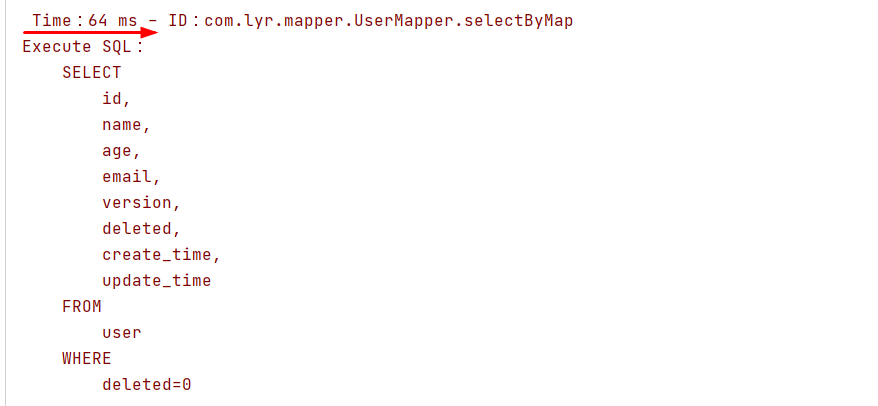 Time：64 ms - ID：com.lyr.mapper.UserMapper.selectByMap
Execute SQL：
    SELECT
        id,
        name,
        age,
        email,
        version,
        deleted,
        create_time,
        update_time
    FROM
        user
    WHERE
        deleted=0